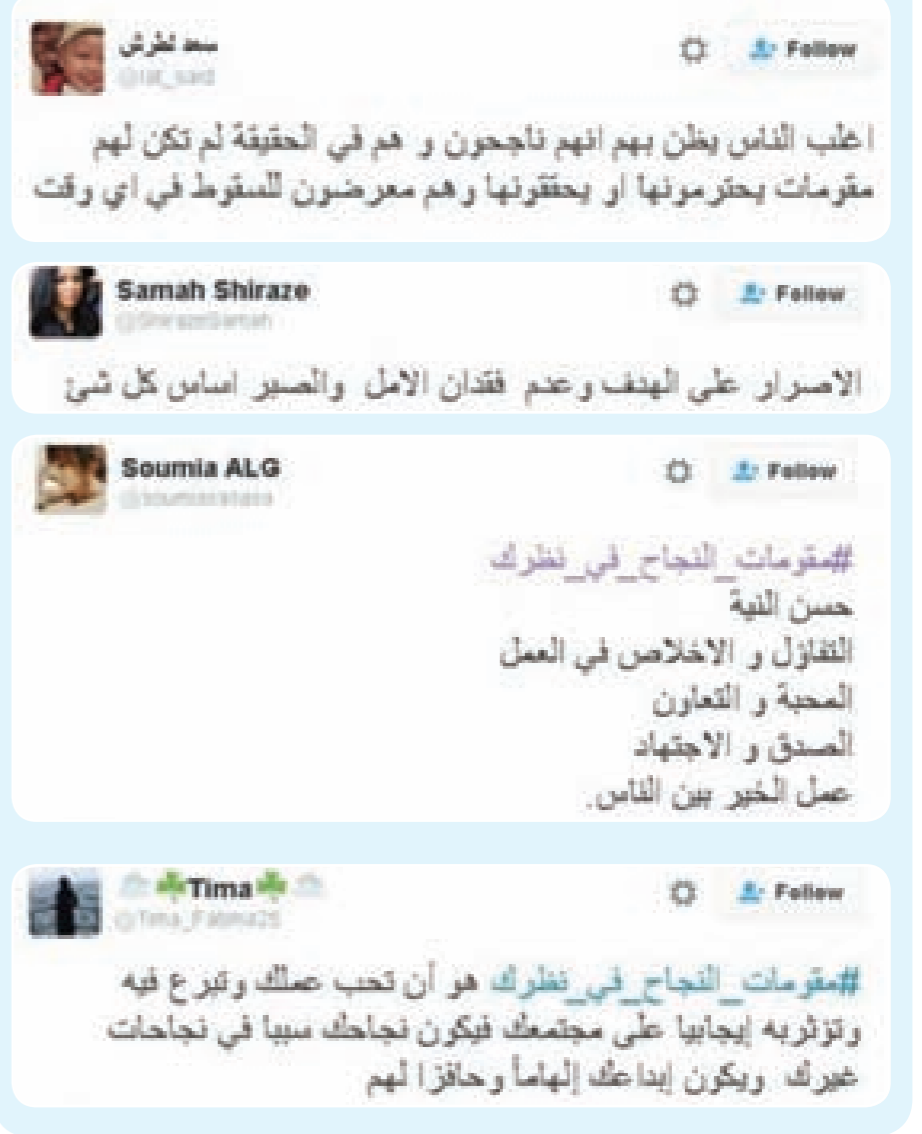 سعد لطرش
Follow
اغلب الناس يظن بهم انهم ناجحون و هم في الحقيقة لم تكن لهم
مقومات يحترمونها او يحققونها وهم معرضون للسقوط في اي وقت
Samah Shiraze
Follow
@ShirazeSamah
الاصرار على الهدف وعدم فقدان الامل والصبر اساس كل شئ
Soumia ALG
Follow
#مقومات_النجاح_في_نظرك
حسن النية
التفاؤل و الاخلاص في العمل
المحبة و التعاون
الصدق و الاجتهاد
عمل الخير بين الناس.
Tima
Follow
@Tima_Fatima26
#مقومات_النجاح_في_نظرك هو أن تحب عملك وتبرع فيه
وتؤثربه إيجابيا على مجتمعك فيكون نجاحك سببا في نجاحات
غيرك ويكون إبداعك إلهاماً وحافزا لهم